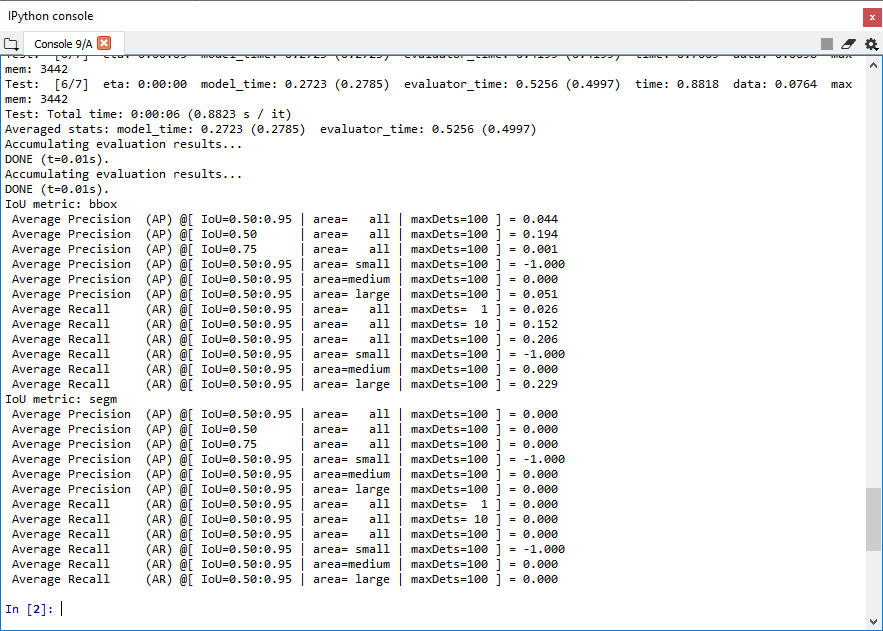 IPython console
Console 9/A
mem: 3442
Test:  [6/7]  eta: 0:00:00  model_time: 0.2723 (0.2785)  evaluator_time: 0.5256 (0.4997)  time: 0.8818  data: 0.0764  max
mem: 3442
Test: Total time: 0:00:06 (0.8823 s / it)
Averaged stats: model_time: 0.2723 (0.2785)  evaluator_time: 0.5256 (0.4997)
Accumulating evaluation results...
DONE (t=0.01s).
Accumulating evaluation results...
DONE (t=0.01s).
IoU metric: bbox
 Average Precision  (AP) @[ IoU=0.50:0.95 | area=   all | maxDets=100 ] = 0.044
 Average Precision  (AP) @[ IoU=0.50      | area=   all | maxDets=100 ] = 0.194
 Average Precision  (AP) @[ IoU=0.75      | area=   all | maxDets=100 ] = 0.001
 Average Precision  (AP) @[ IoU=0.50:0.95 | area= small | maxDets=100 ] = -1.000
 Average Precision  (AP) @[ IoU=0.50:0.95 | area=medium | maxDets=100 ] = 0.000
 Average Precision  (AP) @[ IoU=0.50:0.95 | area= large | maxDets=100 ] = 0.051
 Average Recall     (AR) @[ IoU=0.50:0.95 | area=   all | maxDets=  1 ] = 0.026
 Average Recall     (AR) @[ IoU=0.50:0.95 | area=   all | maxDets= 10 ] = 0.152
 Average Recall     (AR) @[ IoU=0.50:0.95 | area=   all | maxDets=100 ] = 0.206
 Average Recall     (AR) @[ IoU=0.50:0.95 | area= small | maxDets=100 ] = -1.000
 Average Recall     (AR) @[ IoU=0.50:0.95 | area=medium | maxDets=100 ] = 0.000
 Average Recall     (AR) @[ IoU=0.50:0.95 | area= large | maxDets=100 ] = 0.229
IoU metric: segm
 Average Precision  (AP) @[ IoU=0.50:0.95 | area=   all | maxDets=100 ] = 0.000
 Average Precision  (AP) @[ IoU=0.50      | area=   all | maxDets=100 ] = 0.000
 Average Precision  (AP) @[ IoU=0.75      | area=   all | maxDets=100 ] = 0.000
 Average Precision  (AP) @[ IoU=0.50:0.95 | area= small | maxDets=100 ] = -1.000
 Average Precision  (AP) @[ IoU=0.50:0.95 | area=medium | maxDets=100 ] = 0.000
 Average Precision  (AP) @[ IoU=0.50:0.95 | area= large | maxDets=100 ] = 0.000
 Average Recall     (AR) @[ IoU=0.50:0.95 | area=   all | maxDets=  1 ] = 0.000
 Average Recall     (AR) @[ IoU=0.50:0.95 | area=   all | maxDets= 10 ] = 0.000
 Average Recall     (AR) @[ IoU=0.50:0.95 | area=   all | maxDets=100 ] = 0.000
 Average Recall     (AR) @[ IoU=0.50:0.95 | area= small | maxDets=100 ] = -1.000
 Average Recall     (AR) @[ IoU=0.50:0.95 | area=medium | maxDets=100 ] = 0.000
 Average Recall     (AR) @[ IoU=0.50:0.95 | area= large | maxDets=100 ] = 0.000
In [2]: